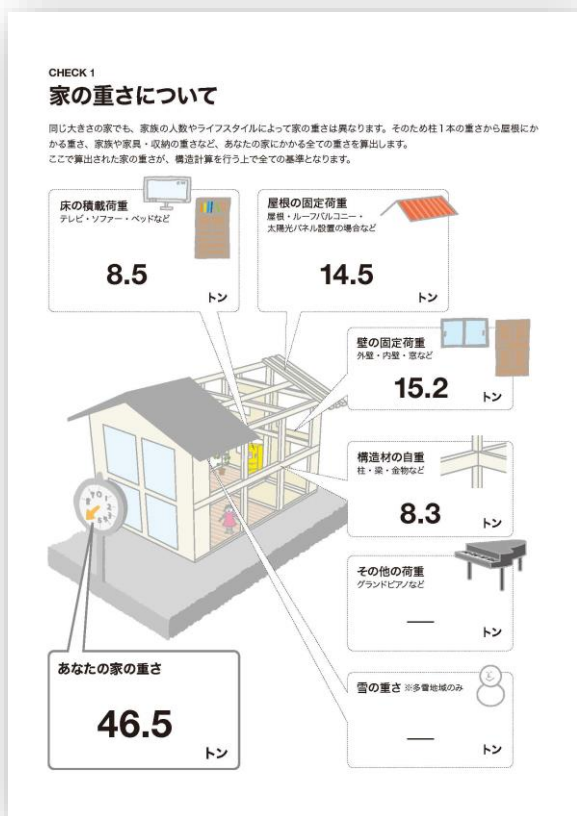 CHECK 1
家の重さについて
同じ大きさの家でも、家族の人数やライフスタイルによって家の重さは異なります。そのため柱1本の重さから屋根にか
かる重さ、家族や家具・収納の重さなど、あなたの家にかかる全ての重さを算出します。
ここで算出された家の重さが、構造計算を行う上で全ての基準となります。
床の積載荷重
テレビ・ソファー・ベッドなど
8.5
トン
屋根の固定荷重
屋根・ルーフバルコニー・
太陽光パネル設置の場合など
14.5
トン
壁の固定荷重
外壁・内壁・窓など
15.2
トン
構造材の自重
柱・梁・金物など
8.3
トン
その他の荷重
グランドピアノなど
—
トン
雪の重さ ※多雪地域のみ
—
トン
あなたの家の重さ
46.5
トン